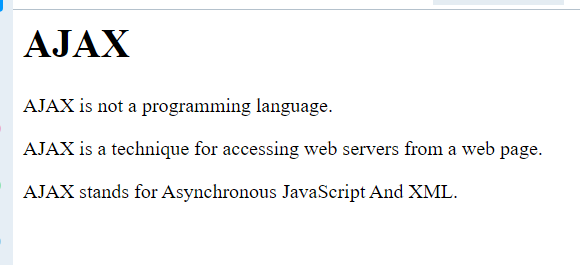 AJAX
AJAX is not a programming language.
AJAX is a technique for accessing web servers from a web page.
AJAX stands for Asynchronous JavaScript And XML.